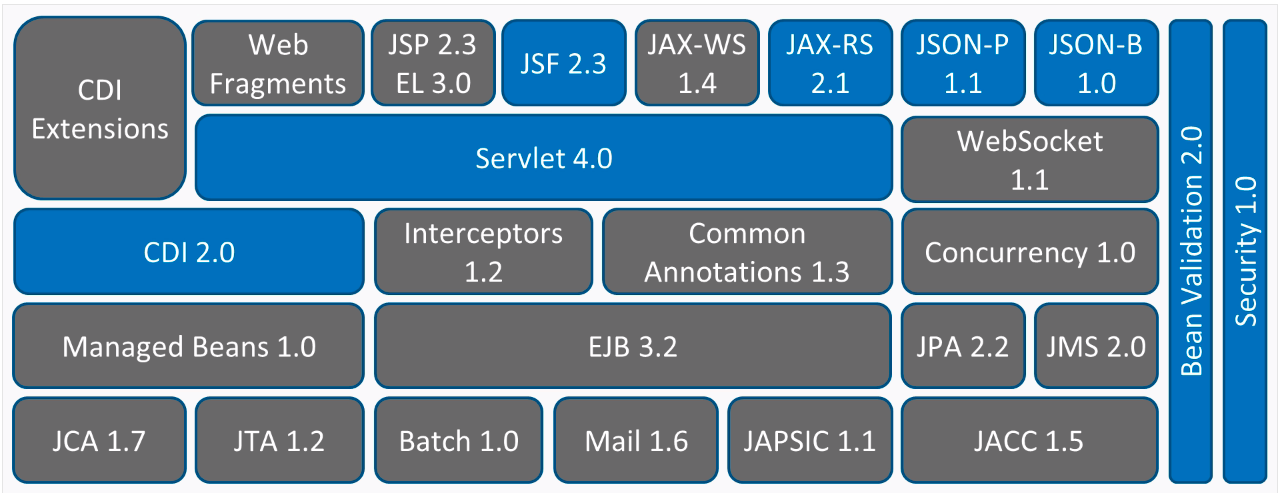 CDI
Extensions
Web
Fragments
JSP 2.3
EL 3.0
JSF 2.3
JAX-WS
1.4
JAX-RS
2.1
JSON-P
1.1
JSON-B
1.0
Servlet 4.0
WebSocket
1.1
CDI 2.0
Interceptors
1.2
Common
Annotations 1.3
Concurrency 1.0
Managed Beans 1.0
EJB 3.2
JPA 2.2
JMS 2.0
JCA 1.7
JTA 1.2
Batch 1.0
Mail 1.6
JAPSIC 1.1
JACC 1.5
Bean Validation 2.0
Security 1.0